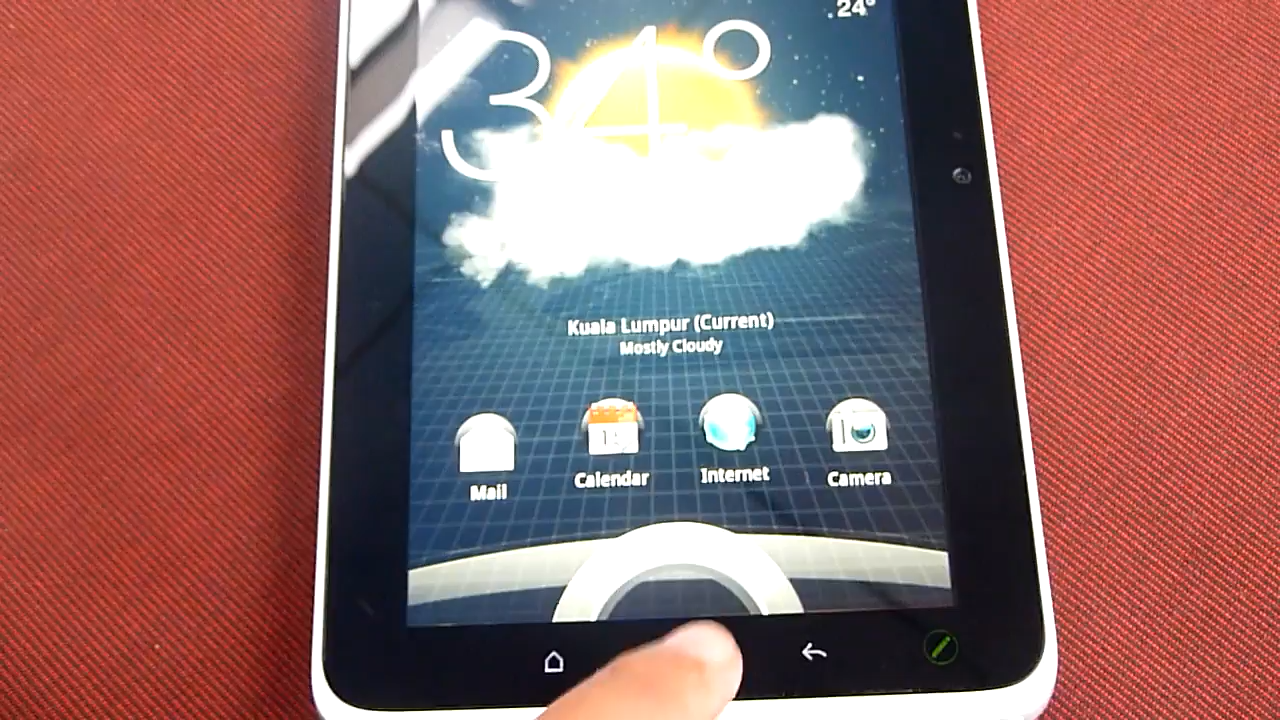 24°
34°
Kuala Lumpur (Current)
Mostly Cloudy
Mail
Calendar
Internet
Camera